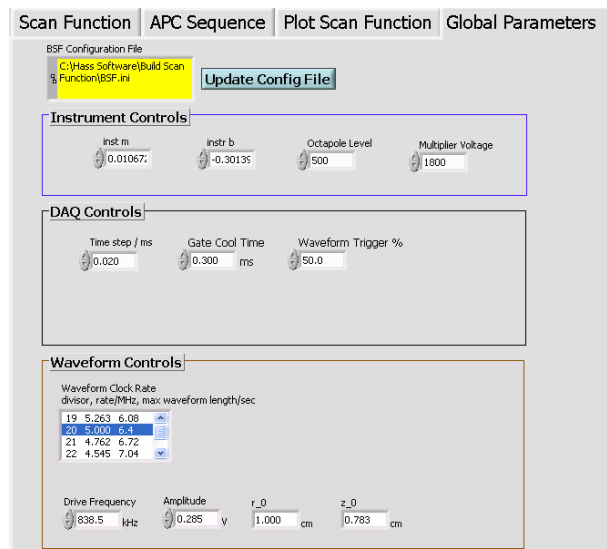 Scan Function APC Sequence Plot Scan Function Global Parameters
BSF Configuration File
C:\Hass Software\Build Scan
Function\BSF.ini
Update Config File
Instrument Controls
inst m instr b Octapole Level Multiplier Voltage
0.01067 -0.3013 500 1800
DAQ Controls
Time step / ms Gate Cool Time Waveform Trigger %
0.020 0.300 ms 50.0
Waveform Controls
Waveform Clock Rate
divisor, rate/MHz, max waveform length/sec
19 5.263 6.08
20 5.000 6.4
21 4.762 6.72
22 4.545 7.04
Drive Frequency Amplitude r_0 z_0
838.5 kHz 0.285 V 1.000 cm 0.783 cm